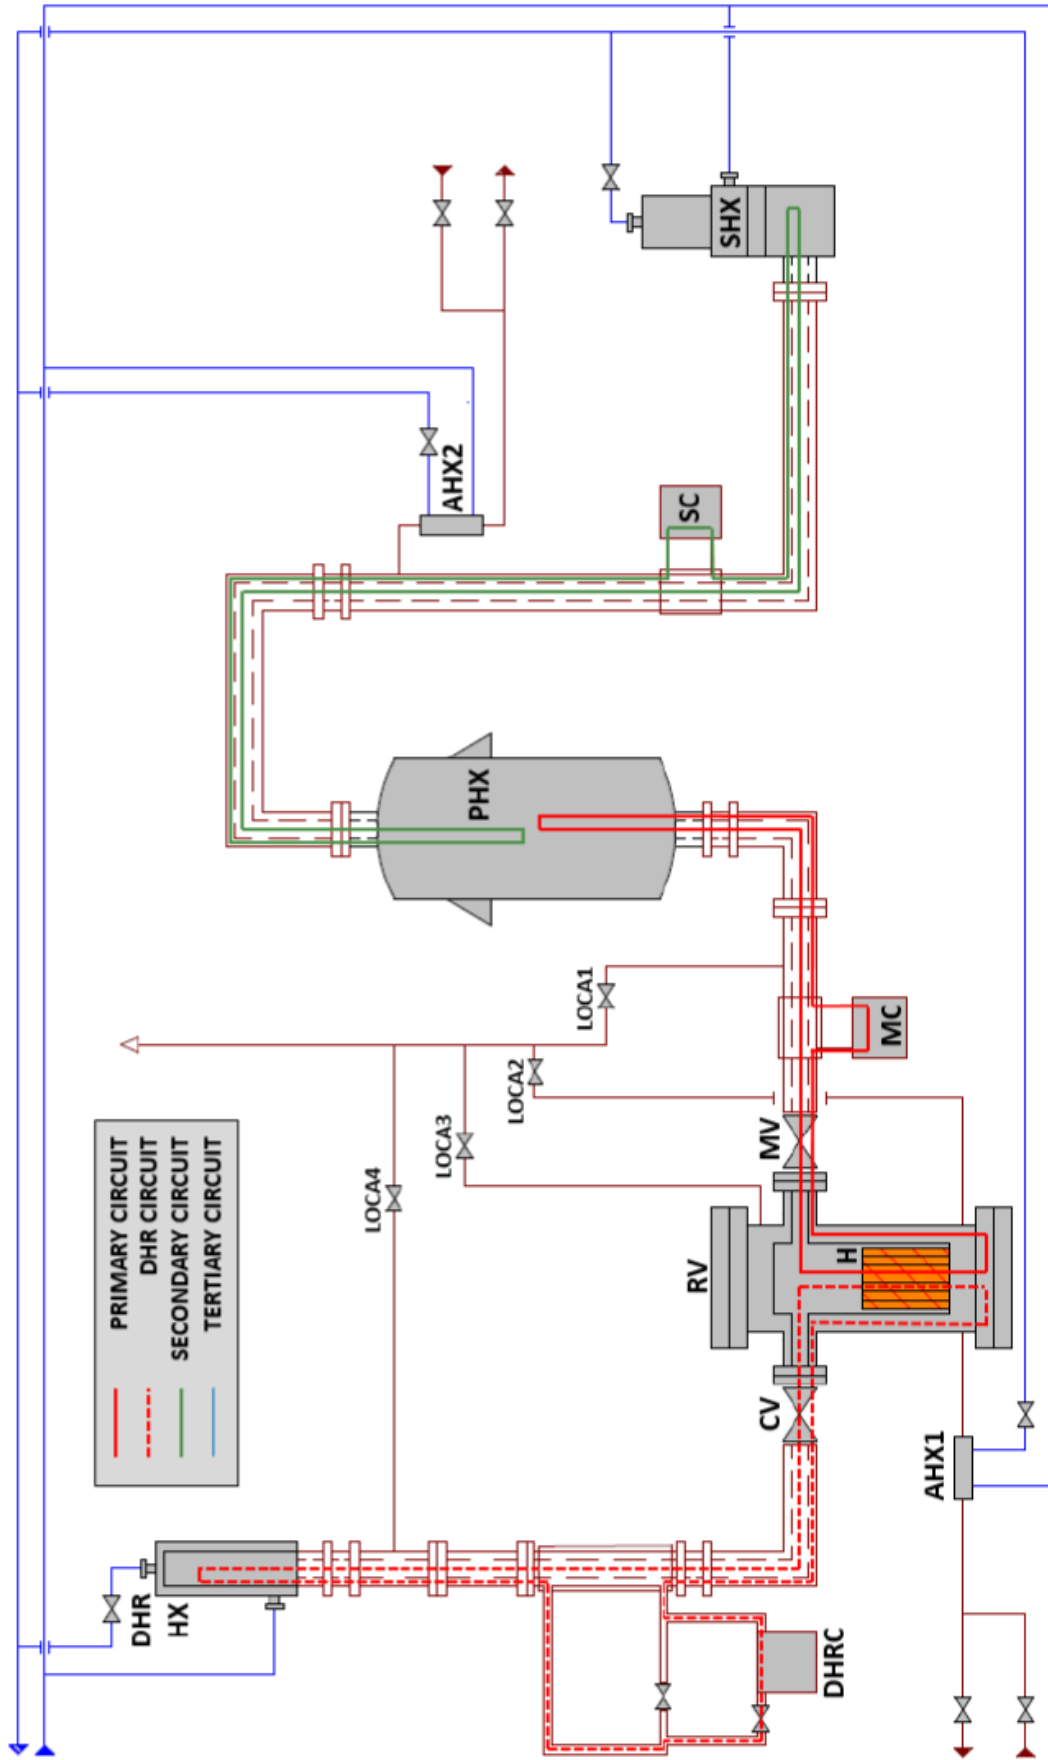 PRIMARY CIRCUIT
DHR CIRCUIT
SECONDARY CIRCUIT
TERTIARY CIRCUIT
DHR
HX
LOCA4
LOCA3
LOCA2
LOCA1
PHX
AHX2
SHX
SC
RV
CV
MV
H
MC
DHRC
AHX1